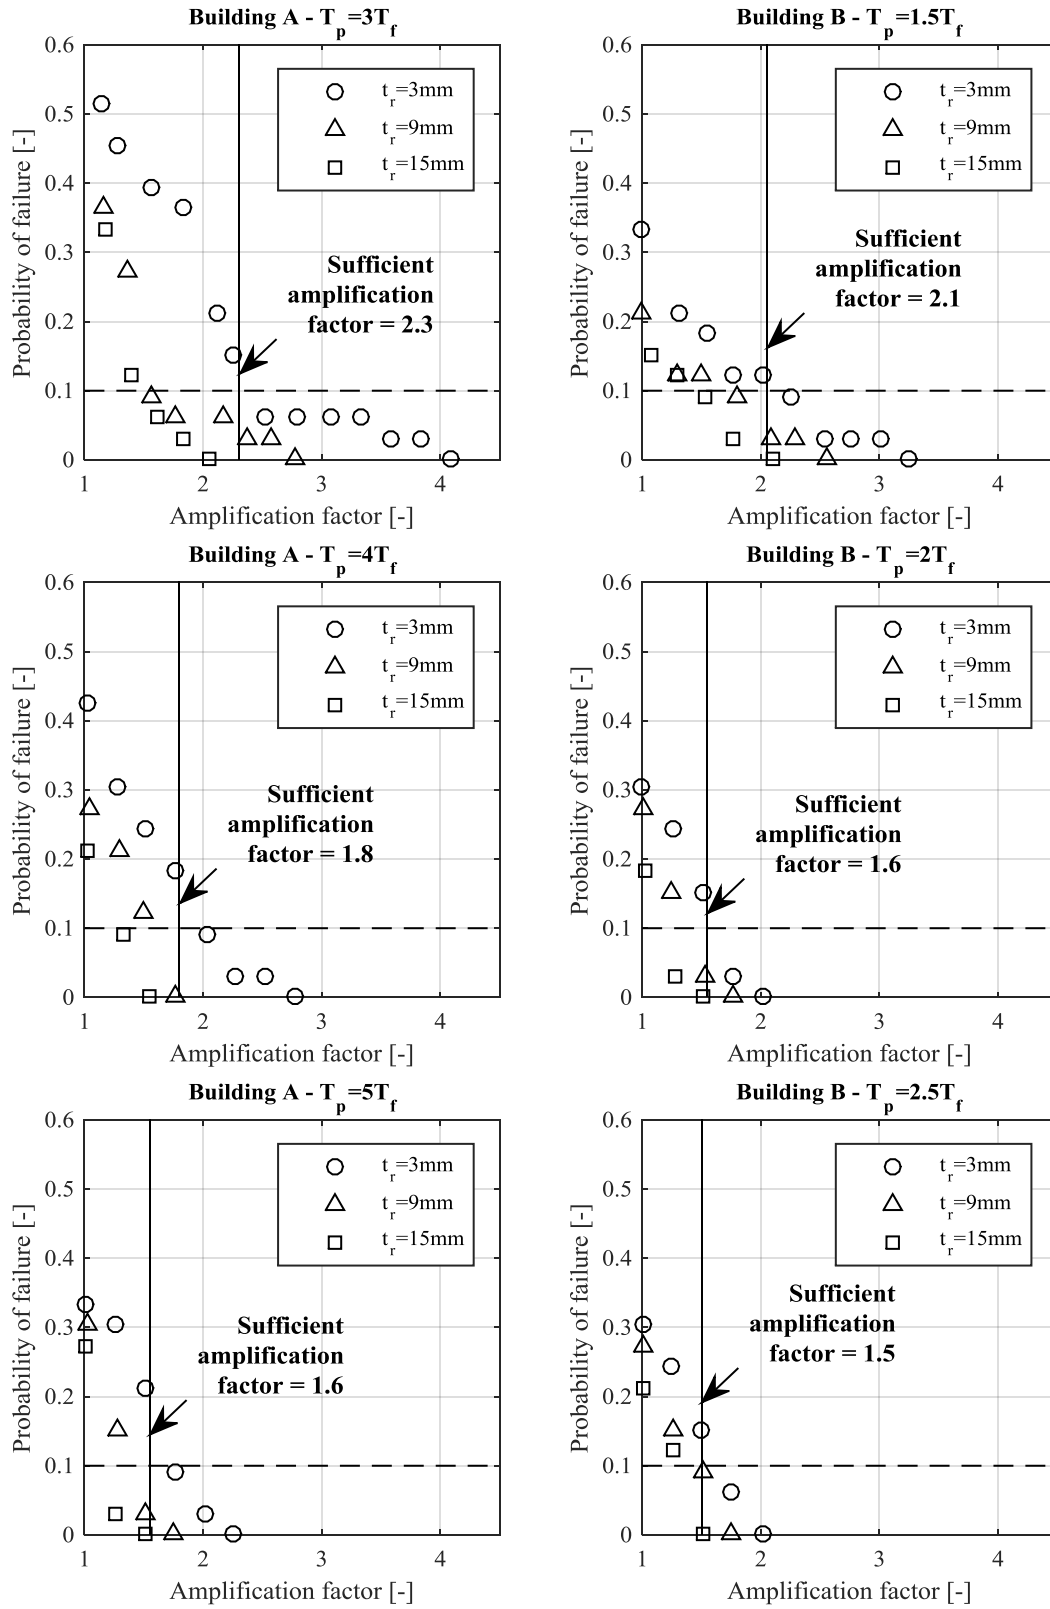 Building A - T_p=3T_f
Probability of failure [-]
0.6
0.5
0.4
0.3
0.2
0.1
0
t_r=3mm
t_r=9mm
t_r=15mm
Sufficient
amplification
factor = 2.3
1 2 3 4
Amplification factor [-]
Building B - T_p=1.5T_f
Probability of failure [-]
0.6
0.5
0.4
0.3
0.2
0.1
0
t_r=3mm
t_r=9mm
t_r=15mm
Sufficient
amplification
factor = 2.1
1 2 3 4
Amplification factor [-]
Building A - T_p=4T_f
Probability of failure [-]
0.6
0.5
0.4
0.3
0.2
0.1
0
t_r=3mm
t_r=9mm
t_r=15mm
Sufficient
amplification
factor = 1.8
1 2 3 4
Amplification factor [-]
Building B - T_p=2T_f
Probability of failure [-]
0.6
0.5
0.4
0.3
0.2
0.1
0
t_r=3mm
t_r=9mm
t_r=15mm
Sufficient
amplification
factor = 1.6
1 2 3 4
Amplification factor [-]
Building A - T_p=5T_f
Probability of failure [-]
0.6
0.5
0.4
0.3
0.2
0.1
0
t_r=3mm
t_r=9mm
t_r=15mm
Sufficient
amplification
factor = 1.6
1 2 3 4
Amplification factor [-]
Building B - T_p=2.5T_f
Probability of failure [-]
0.6
0.5
0.4
0.3
0.2
0.1
0
t_r=3mm
t_r=9mm
t_r=15mm
Sufficient
amplification
factor = 1.5
1 2 3 4
Amplification factor [-]